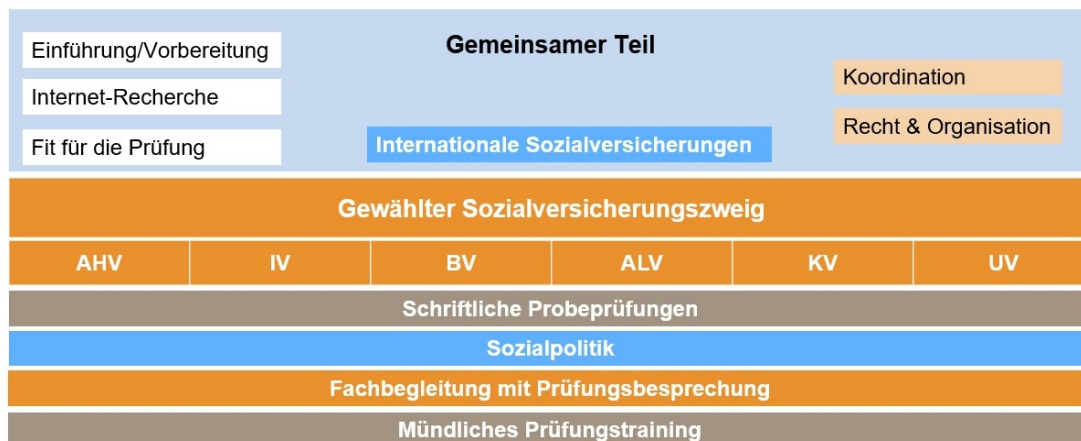 Gemeinsamer Teil
Einführung/Vorbereitung
Internet-Recherche
Fit für die Prüfung
Internationale Sozialversicherungen
Koordination
Recht & Organisation
Gewählter Sozialversicherungszweig
AHV IV BV ALV KV UV
Schriftliche Probeprüfungen
Sozialpolitik
Fachbegleitung mit Prüfungsbesprechung
Mündliches Prüfungstraining